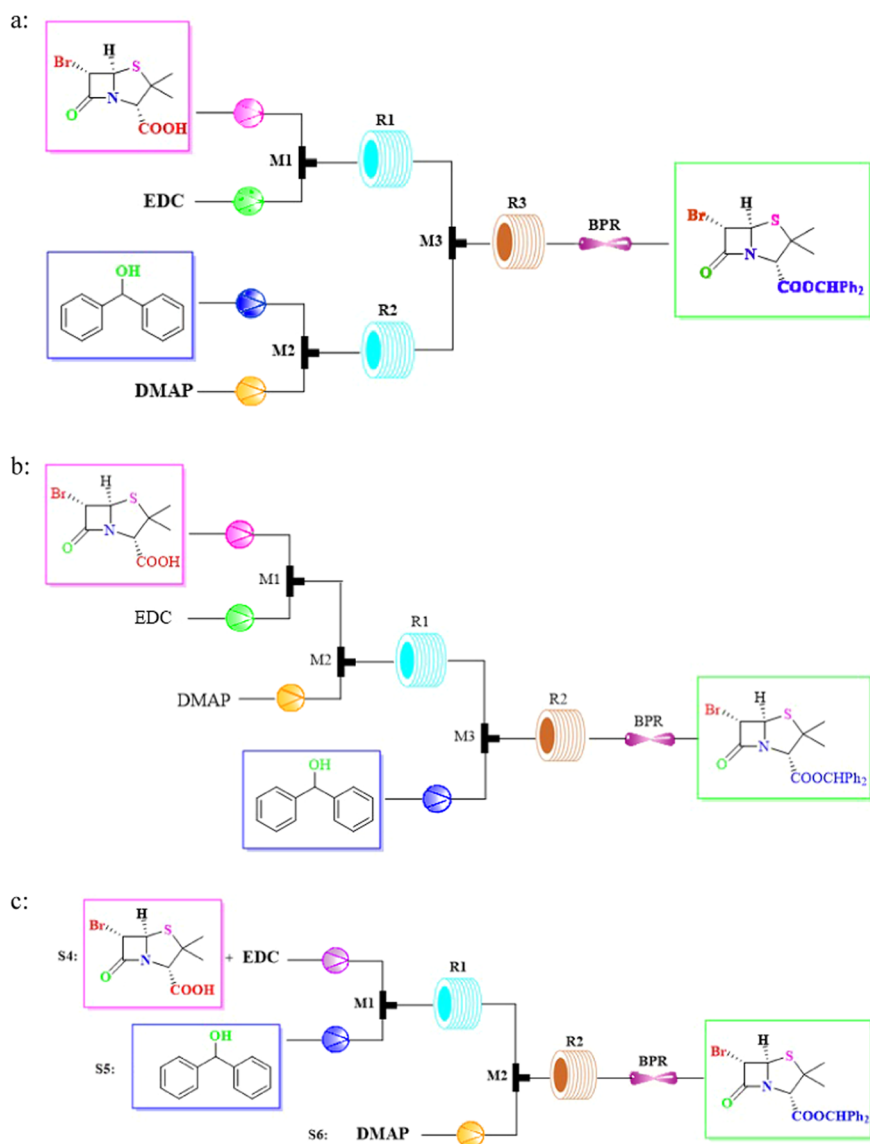 a:
H
Br
S
N
O
COOH
R1
M1
EDC
R3
BPR
M3
H
Br
S
N
O
COOCHPh2
OH
R2
M2
DMAP
b:
H
Br
S
N
O
COOH
M1
EDC
R1
M2
DMAP
R2
BPR
M3
H
Br
S
N
O
COOCHPh2
OH
c:
H
Br
S
S4:
N
+ EDC
O
COOH
R1
M1
OH
S5:
R2
BPR
M2
H
Br
S
N
O
COOCHPh2
S6: DMAP